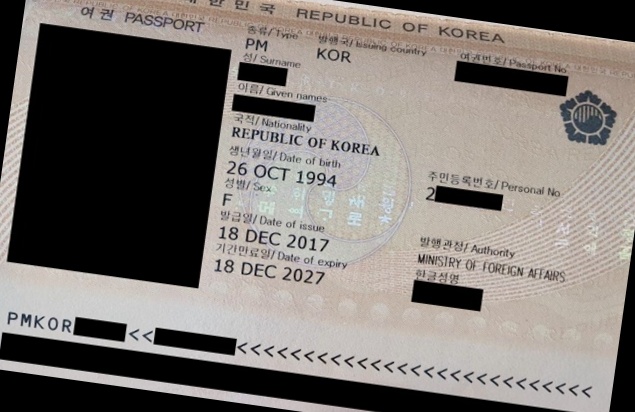 대한민국 REPUBLIC OF KOREA
여권 PASSPORT
종류/ Type 발행국/ Issuing country 여권번호/ Passport No
PM KOR
성/ Surname
이름/ Given names
국적/ Nationality
REPUBLIC OF KOREA
생년월일/ Date of birth 주민등록번호/ Personal No
26 OCT 1994 2
성별/ Sex
F
발급일/ Date of issue 발행관청/ Authority
18 DEC 2017 MINISTRY OF FOREIGN AFFAIRS
기간만료일/ Date of expiry 한글성명
18 DEC 2027
PMKOR <<<<<<<<<<<<<<<<<<<<<<<<<<<<<<